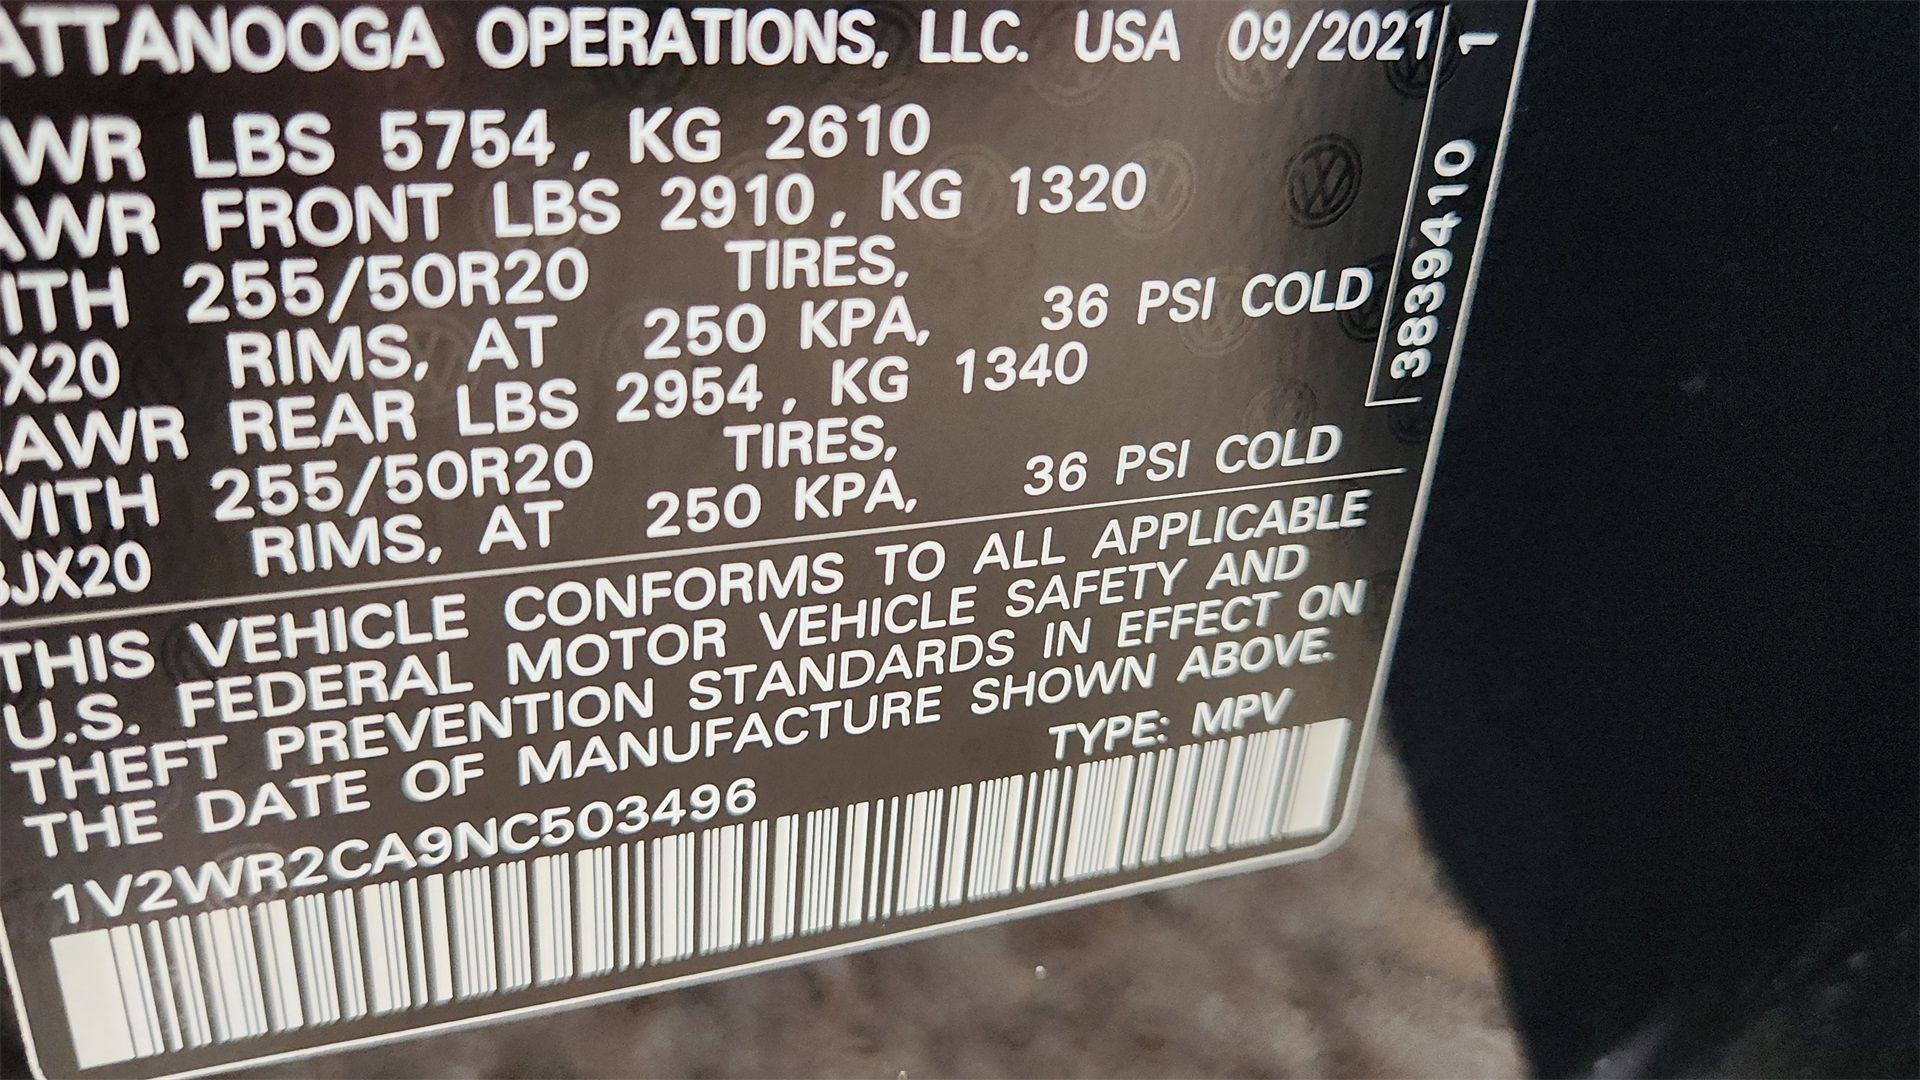 ATTANOOGA OPERATIONS, LLC. USA 09/2021
WR LBS 5754, KG 2610
AWR FRONT LBS 2910, KG 1320
ITH 255/50R20 TIRES,
X20 RIMS, AT 250 KPA, 36 PSI COLD
AWR REAR LBS 2954, KG 1340
WITH 255/50R20 TIRES,
8JX20 RIMS, AT 250 KPA, 36 PSI COLD
THIS VEHICLE CONFORMS TO ALL APPLICABLE
U.S. FEDERAL MOTOR VEHICLE SAFETY AND
THEFT PREVENTION STANDARDS IN EFFECT ON
THE DATE OF MANUFACTURE SHOWN ABOVE.
1V2WR2CA9NC503496 TYPE: MPV
3839410 1